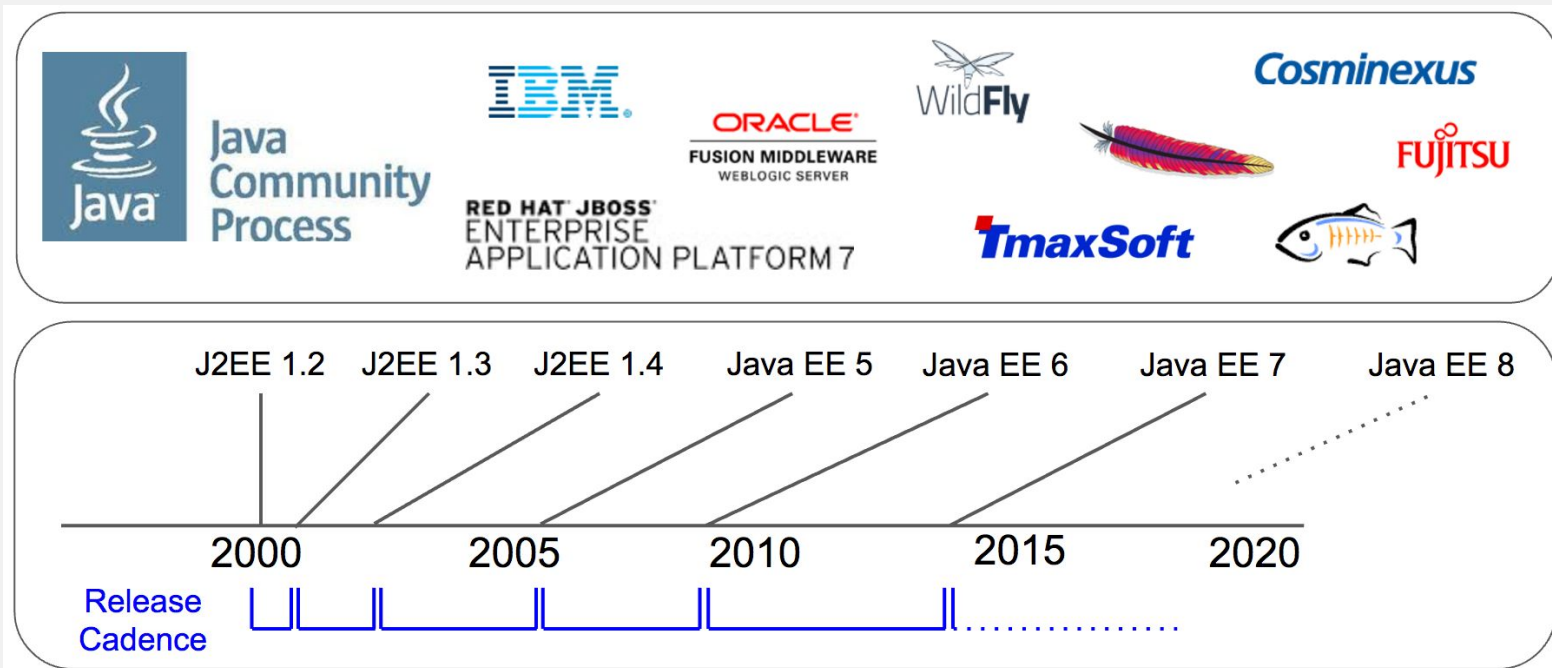 Java
Java
Community
Process
IBM®
ORACLE®
FUSION MIDDLEWARE
WEBLOGIC SERVER
RED HAT® JBOSS®
ENTERPRISE
APPLICATION PLATFORM 7
WildFly
Cosminexus
FUJITSU
TmaxSoft
J2EE 1.2 J2EE 1.3 J2EE 1.4 Java EE 5 Java EE 6 Java EE 7 Java EE 8
2000 2005 2010 2015 2020
Release
Cadence